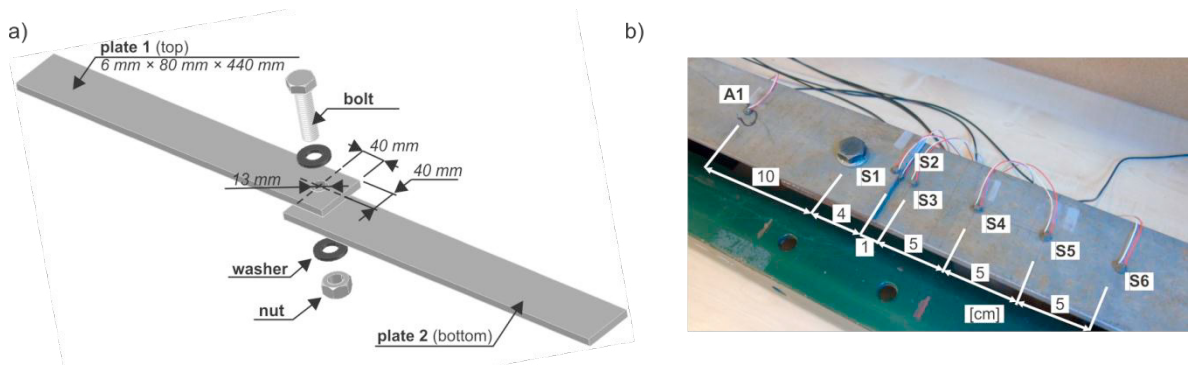 a)
plate 1 (top)
6 mm × 80 mm × 440 mm
bolt
40 mm
40 mm
13 mm
washer
nut
plate 2 (bottom)
b)
A1
S2
S1
S3
S4
S5
S6
10
4
1
5
5
5
[cm]